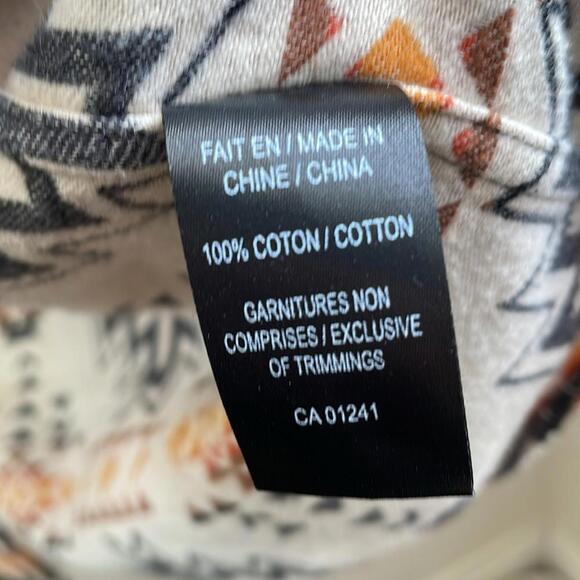 FAIT EN / MADE IN
CHINE / CHINA
100% COTON / COTTON
GARNITURES NON
COMPRISES / EXCLUSIVE
OF TRIMMINGS
CA 01241